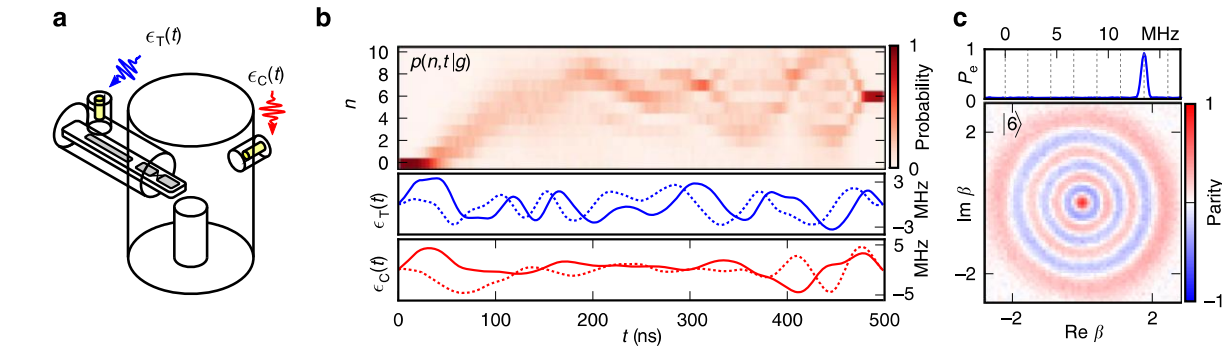 a
ϵT(t)
ϵC(t)
b
p(n,t|g)
n
10
8
6
4
2
0
1
0
Probability
ϵT(t)
3
−3
MHz
ϵC(t)
5
−5
MHz
0 100 200 300 400 500
t (ns)
c
0 5 10 MHz
Pe
1
0
|6⟩
Im β
2
−2
−2 2
Re β
1
−1
Parity